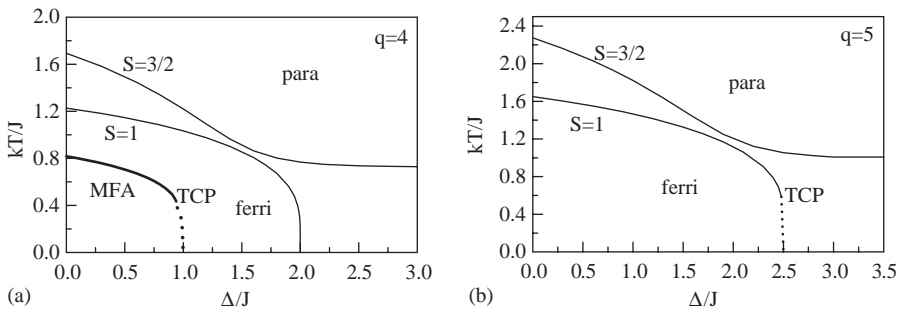 2.0
1.6
1.2
0.8
0.4
0.0
kT/J
q=4
S=3/2
para
S=1
MFA
TCP
ferri
0.0 0.5 1.0 1.5 2.0 2.5 3.0
(a)
Δ/J
2.4
2.0
1.6
1.2
0.8
0.4
0.0
kT/J
q=5
S=3/2
para
S=1
ferri
TCP
0.0 0.5 1.0 1.5 2.0 2.5 3.0 3.5
(b)
Δ/J